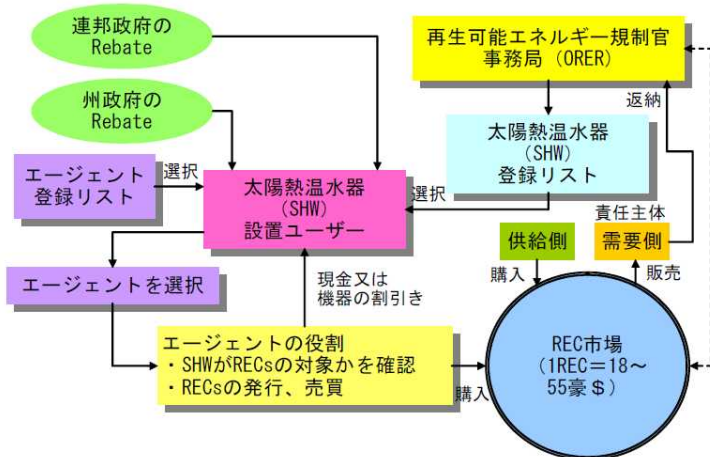 連邦政府の
Rebate
再生可能エネルギー規制官
事務局(ORER)
州政府の
Rebate
返納
太陽熱温水器
(SHW)
登録リスト
エージェント
登録リスト
選択
太陽熱温水器
(SHW)
設置ユーザー
選択
責任主体
供給側
需要側
エージェントを選択
現金又は
機器の割引き
購入
販売
エージェントの役割
・SHWがRECsの対象かを確認
・RECsの発行、売買
購入
REC市場
(1REC=18~
55豪$)